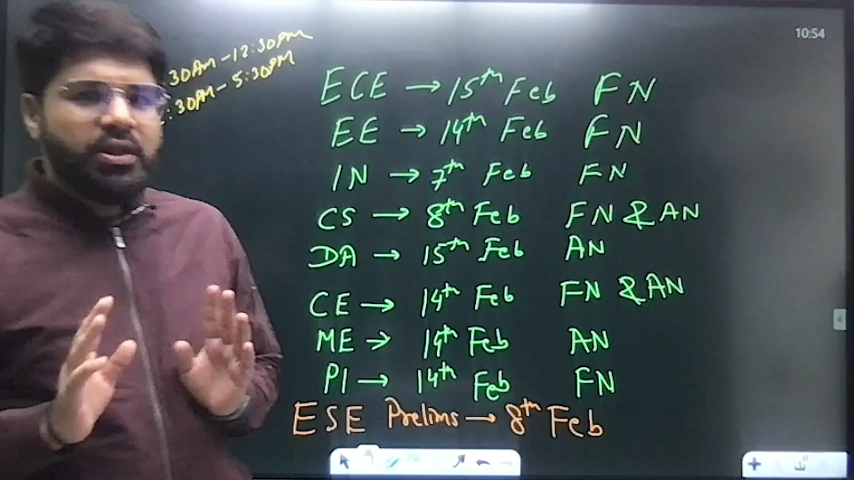 10:54
30AM - 12:30PM
:30PM - 5:30PM
ECE → 15th Feb FN
EE → 14th Feb FN
IN → 7th Feb FN
CS → 8th Feb FN & AN
DA → 15th Feb AN
CE → 14th Feb FN & AN
ME → 14th Feb AN
PI → 14th Feb FN
ESE Prelims → 8th Feb